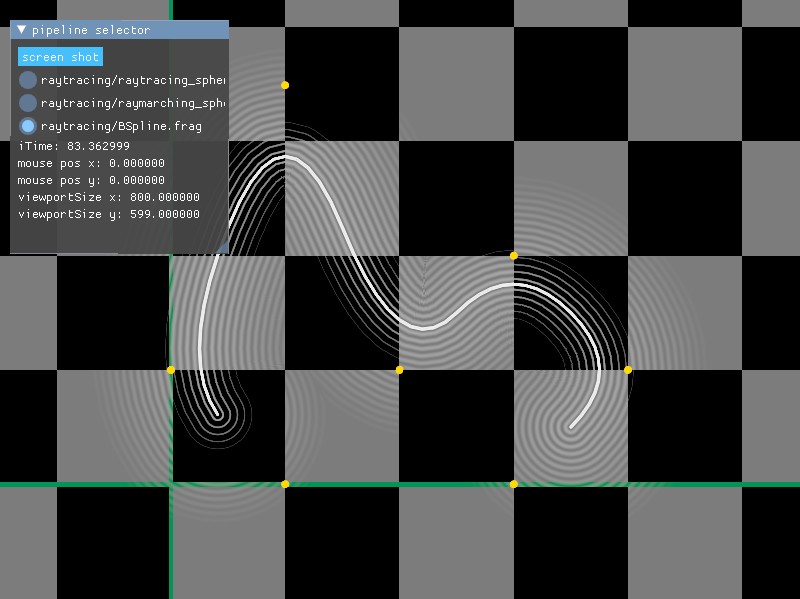 pipeline selector
screen shot
raytracing/raytracing_spher
raytracing/raymarching_sph
raytracing/BSpline.frag
iTime: 83.362999
mouse pos x: 0.000000
mouse pos y: 0.000000
viewportSize x: 800.000000
viewportSize y: 599.000000